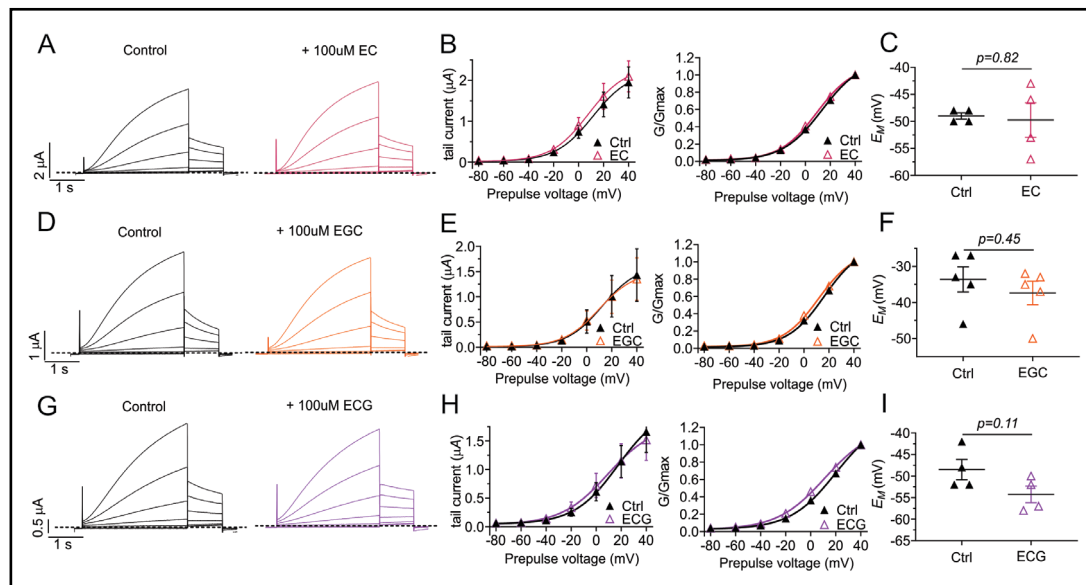 A
Control
+ 100uM EC
2 µA
1 s
B
tail current (µA)
2
1
0
-80 -60 -40 -20 0 20 40
Prepulse voltage (mV)
Ctrl
EC
G/Gmax
1.2
1.0
0.8
0.6
0.4
0.2
0.0
-80 -60 -40 -20 0 20 40
Prepulse voltage (mV)
Ctrl
EC
C
p=0.82
EM (mV)
-40
-45
-50
-55
-60
Ctrl EC
D
Control
+ 100uM EGC
1 µA
1 s
E
tail current (µA)
2.0
1.5
1.0
0.5
0.0
-80 -60 -40 -20 0 20 40
Prepulse voltage (mV)
Ctrl
EGC
G/Gmax
1.2
1.0
0.8
0.6
0.4
0.2
0.0
-80 -60 -40 -20 0 20 40
Prepulse voltage (mV)
Ctrl
EGC
F
p=0.45
EM (mV)
-30
-40
-50
Ctrl EGC
G
Control
+ 100uM ECG
0.5 µA
1 s
H
tail current (µA)
1.5
1.0
0.5
0.0
-80 -60 -40 -20 0 20 40
Prepulse voltage (mV)
Ctrl
ECG
G/Gmax
1.2
1.0
0.8
0.6
0.4
0.2
0.0
-80 -60 -40 -20 0 20 40
Prepulse voltage (mV)
Ctrl
ECG
I
p=0.11
EM (mV)
-40
-45
-50
-55
-60
-65
Ctrl ECG